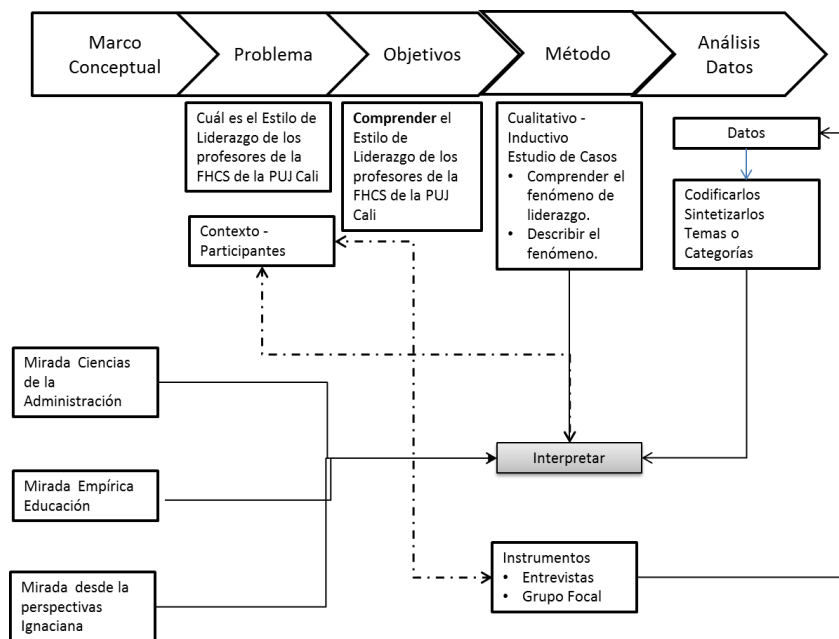 Marco
Conceptual
Problema
Objetivos
Método
Análisis
Datos
Cuál es el Estilo de
Liderazgo de los
profesores de la
FHCS de la PUJ Cali
Comprender el
Estilo de
Liderazgo de los
profesores de la
FHCS de la PUJ
Cali
Cualitativo -
Inductivo
Estudio de Casos
• Comprender el
fenómeno de
liderazgo.
• Describir el
fenómeno.
Datos
Codificarlos
Sintetizarlos
Temas o
Categorías
Contexto -
Participantes
Mirada Ciencias
de la
Administración
Mirada Empírica
Educación
Mirada desde la
perspectivas
Ignaciana
Interpretar
Instrumentos
• Entrevistas
• Grupo Focal